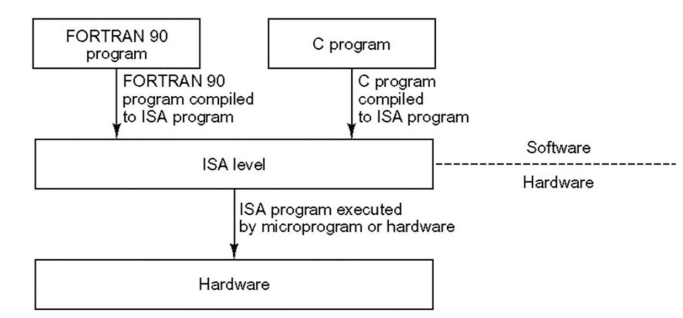 FORTRAN 90
program
C program
FORTRAN 90
program compiled
to ISA program
C program
compiled
to ISA program
ISA level
Software
Hardware
ISA program executed
by microprogram or hardware
Hardware